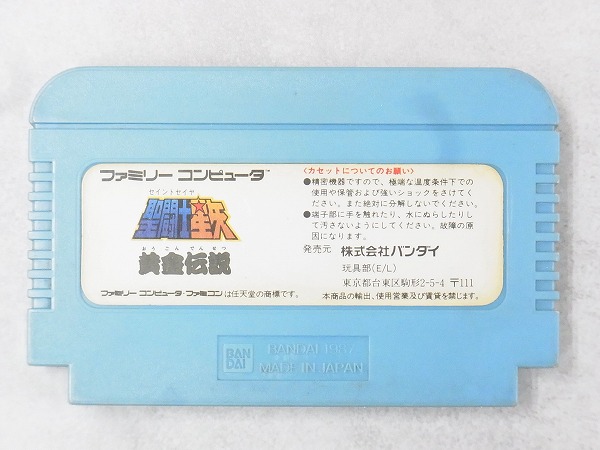 ファミリー コンピュータ™
セイントセイヤ
聖闘士星矢
おうごんでんせつ
黄金伝説
ファミリー コンピュータ・ファミコンは任天堂の商標です。
〈カセットについてのお願い〉
●精密機器ですので、極端な温度条件下での
使用や保管および強いショックをさけてく
ださい。また絶対に分解しないでください。
●端子部に手を触れたり、水にぬらしたりし
て汚さないようにしてください。故障の原
因になります。
発売元 株式会社バンダイ
玩具部(E/L)
東京都台東区駒形2-5-4 〒111
本商品の輸出、使用営業及び賃貸を禁じます。
BAN
DAI
BANDAI 1987
MADE IN JAPAN